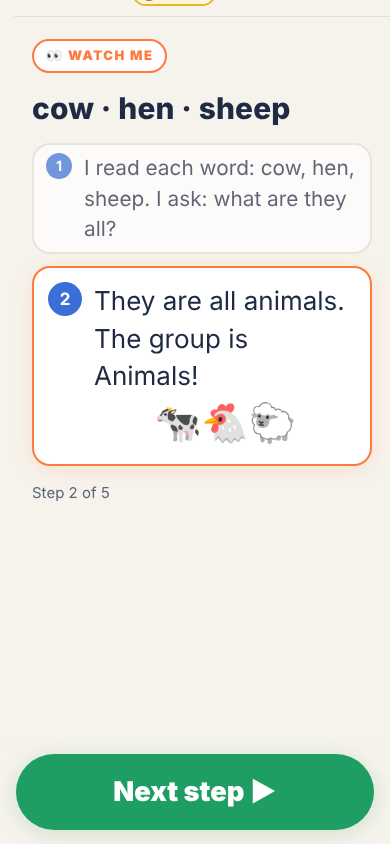 WATCH ME
cow · hen · sheep
1
I read each word: cow, hen,
sheep. I ask: what are they
all?
2
They are all animals.
The group is
Animals!
Step 2 of 5
Next step ▶